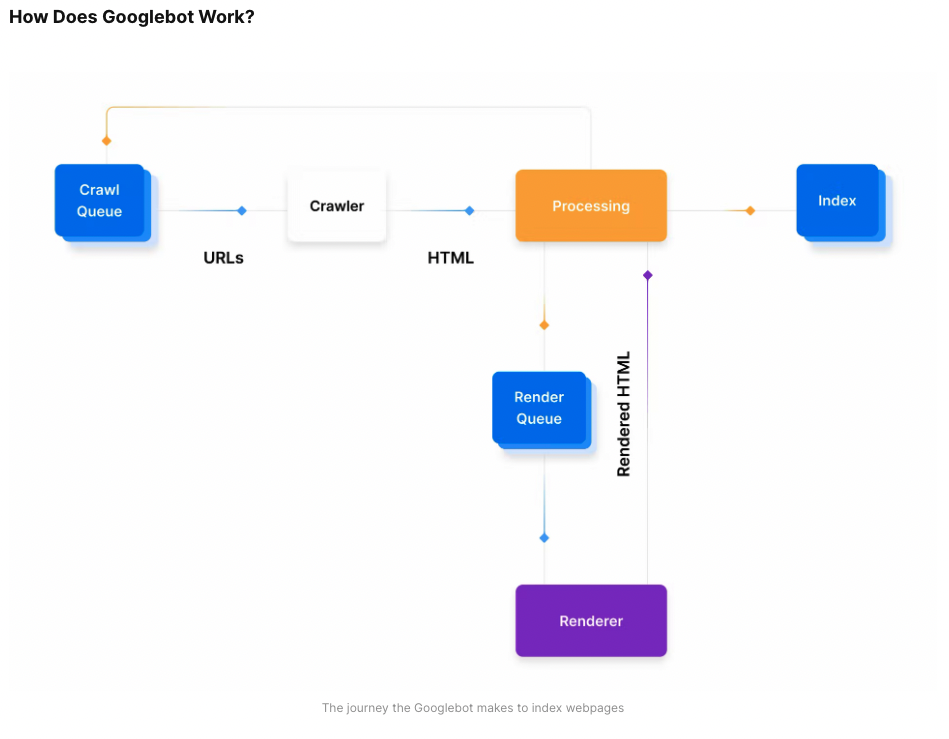 How Does Googlebot Work?
Crawl
Queue
URLs
Crawler
HTML
Processing
Index
Render
Queue
Rendered HTML
Renderer
The journey the Googlebot makes to index webpages